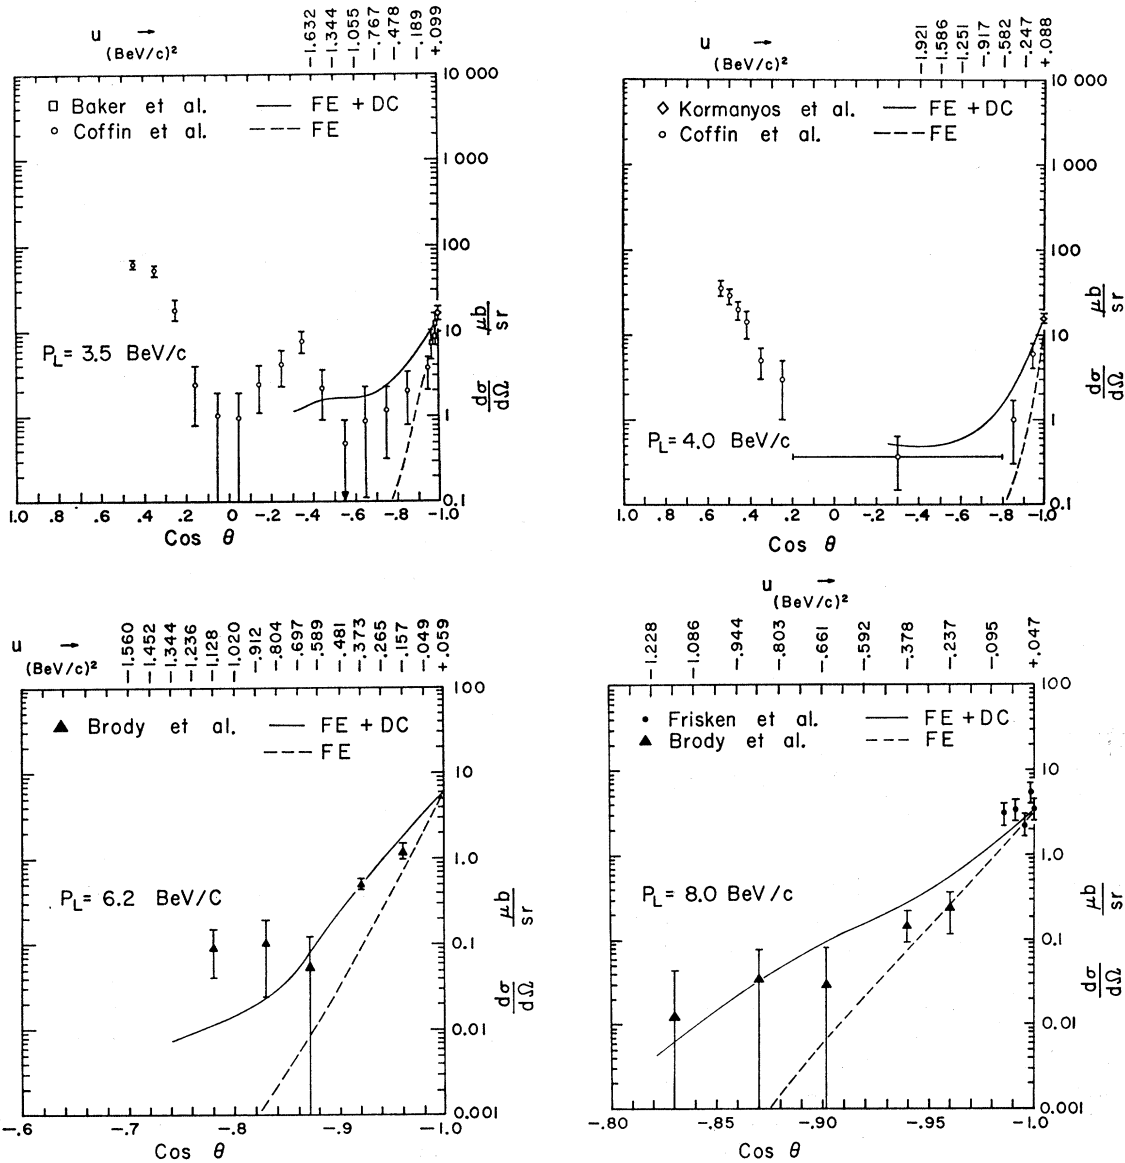 u → (BeV/c)²
-1.632 -1.344 -1.055 -.767 -.478 -.189 +.099
□ Baker et al. — FE + DC
○ Coffin et al. --- FE
10 000
1 000
100
10
1
0.1
P_L = 3.5 BeV/c
dσ/dΩ μb/sr
1.0 .8 .6 .4 .2 0 -.2 -.4 -.6 -.8 -1.0
Cos θ
u → (BeV/c)²
-1.921 -1.586 -1.251 -.917 -.582 -.247 +.088
◇ Kormanyos et al. — FE + DC
○ Coffin et al. --- FE
10 000
1 000
100
10
1
0.1
P_L = 4.0 BeV/c
dσ/dΩ μb/sr
1.0 .8 .6 .4 .2 0 -.2 -.4 -.6 -.8 -1.0
Cos θ
u → (BeV/c)²
-1.560 -1.452 -1.344 -1.236 -1.128 -1.020 -.912 -.804 -.697 -.589 -.481 -.373 -.265 -.157 -.049 +.059
▲ Brody et al. — FE + DC
--- FE
100
10
1.0
0.1
0.01
0.001
P_L = 6.2 BeV/C
dσ/dΩ μb/sr
-.6 -.7 -.8 -.9 -1.0
Cos θ
u → (BeV/c)²
-1.228 -1.086 -.944 -.803 -.661 -.592 -.378 -.237 -.095 +.047
● Frisken et al. — FE + DC
▲ Brody et al. --- FE
100
10
1.0
0.1
0.01
0.001
P_L = 8.0 BeV/c
dσ/dΩ μb/sr
-.80 -.85 -.90 -.95 -1.0
Cos θ